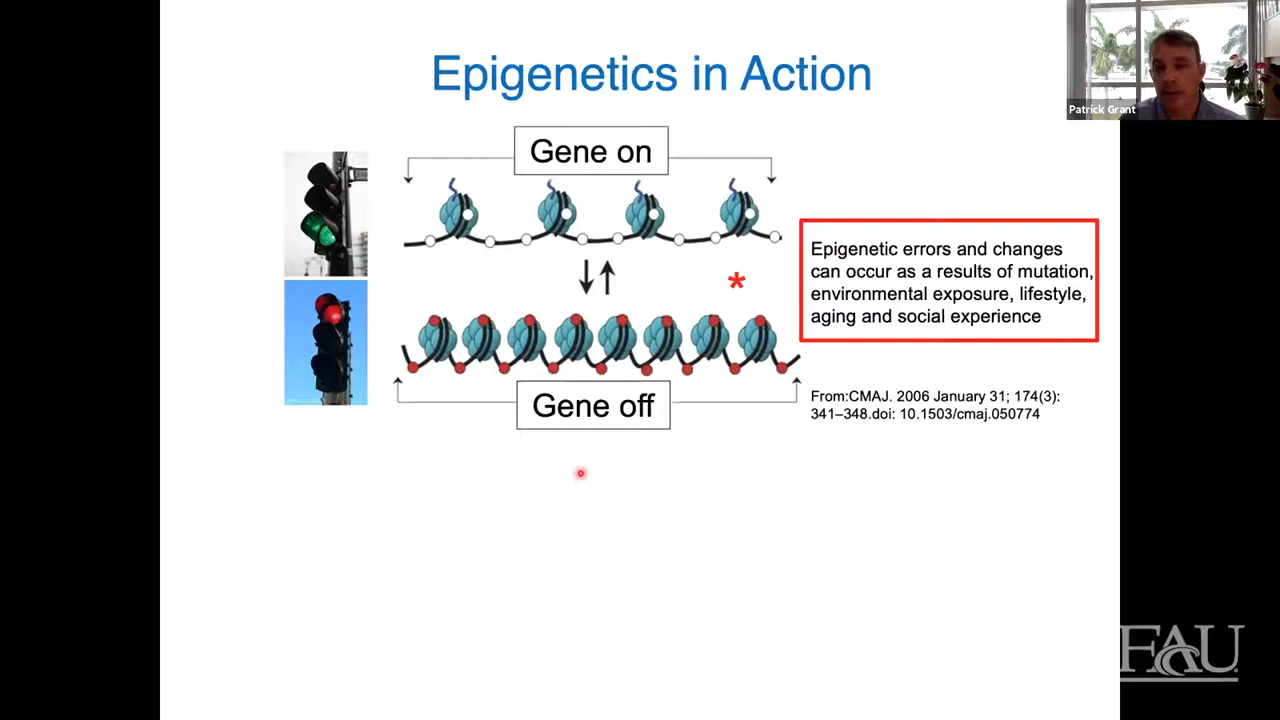 Epigenetics in Action
Patrick Grant
Gene on
*
Epigenetic errors and changes
can occur as a results of mutation,
environmental exposure, lifestyle,
aging and social experience
Gene off
From:CMAJ. 2006 January 31; 174(3):
341–348.doi: 10.1503/cmaj.050774
FAU